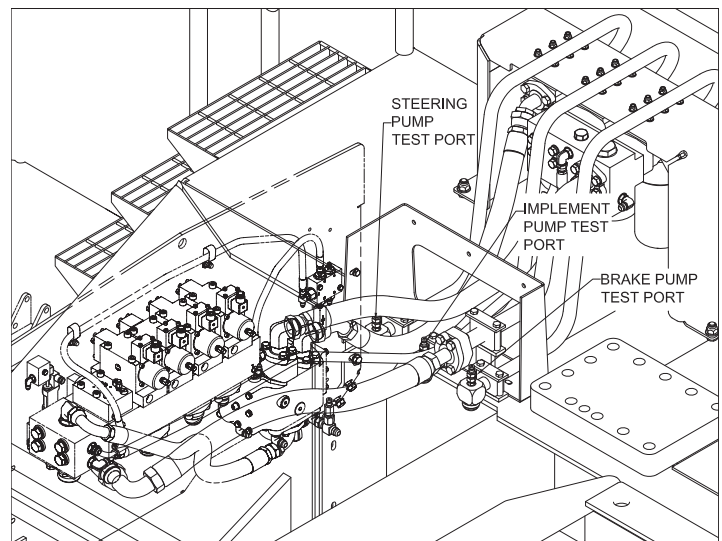 STEERING
PUMP
TEST PORT
IMPLEMENT
PUMP TEST
PORT
BRAKE PUMP
TEST PORT